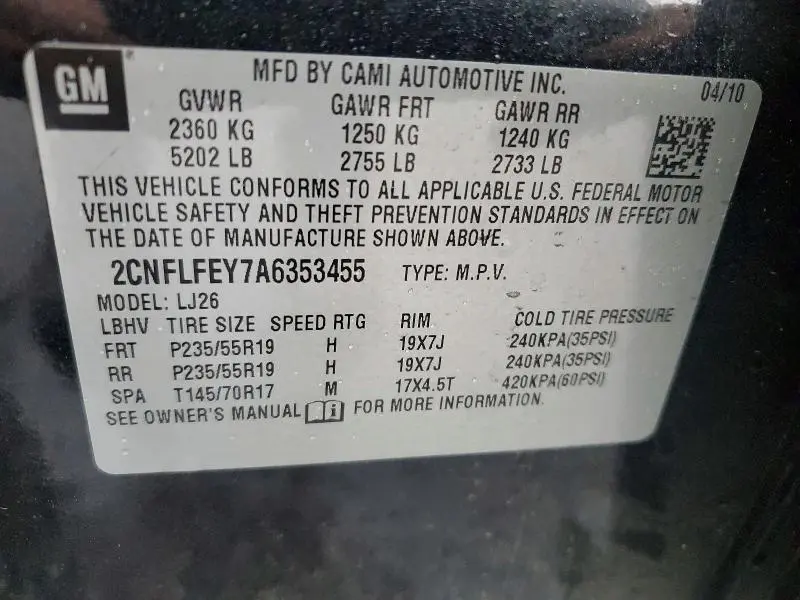 GM
MFD BY CAMI AUTOMOTIVE INC. 04/10
GVWR GAWR FRT GAWR RR
2360 KG 1250 KG 1240 KG
5202 LB 2755 LB 2733 LB
THIS VEHICLE CONFORMS TO ALL APPLICABLE U.S. FEDERAL MOTOR
VEHICLE SAFETY AND THEFT PREVENTION STANDARDS IN EFFECT ON
THE DATE OF MANUFACTURE SHOWN ABOVE.
2CNFLFEY7A6353455 TYPE: M.P.V.
MODEL: LJ26
LBHV TIRE SIZE SPEED RTG RIM COLD TIRE PRESSURE
FRT P235/55R19 H 19X7J 240KPA(35PSI)
RR P235/55R19 H 19X7J 240KPA(35PSI)
SPA T145/70R17 M 17X4.5T 420KPA(60PSI)
SEE OWNER'S MANUAL FOR MORE INFORMATION.